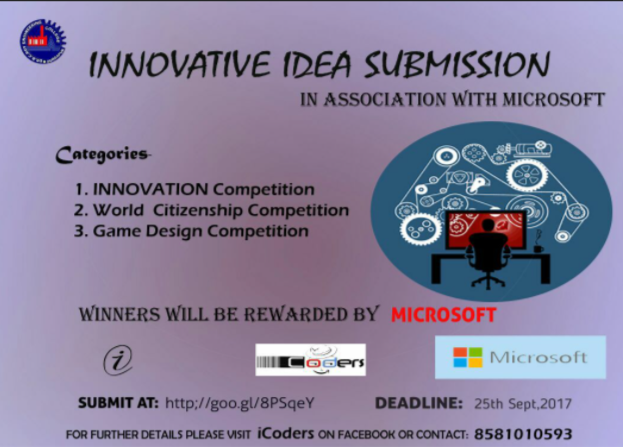 INNOVATIVE IDEA SUBMISSION
IN ASSOCIATION WITH MICROSOFT
Categories-
1. INNOVATION Competition
2. World Citizenship Competition
3. Game Design Competition
WINNERS WILL BE REWARDED BY MICROSOFT
i
iCoders
Microsoft
SUBMIT AT: http;//goo.gl/8PSqeY
DEADLINE: 25th Sept,2017
FOR FURTHER DETAILS PLEASE VISIT iCoders ON FACEBOOK OR CONTACT: 8581010593